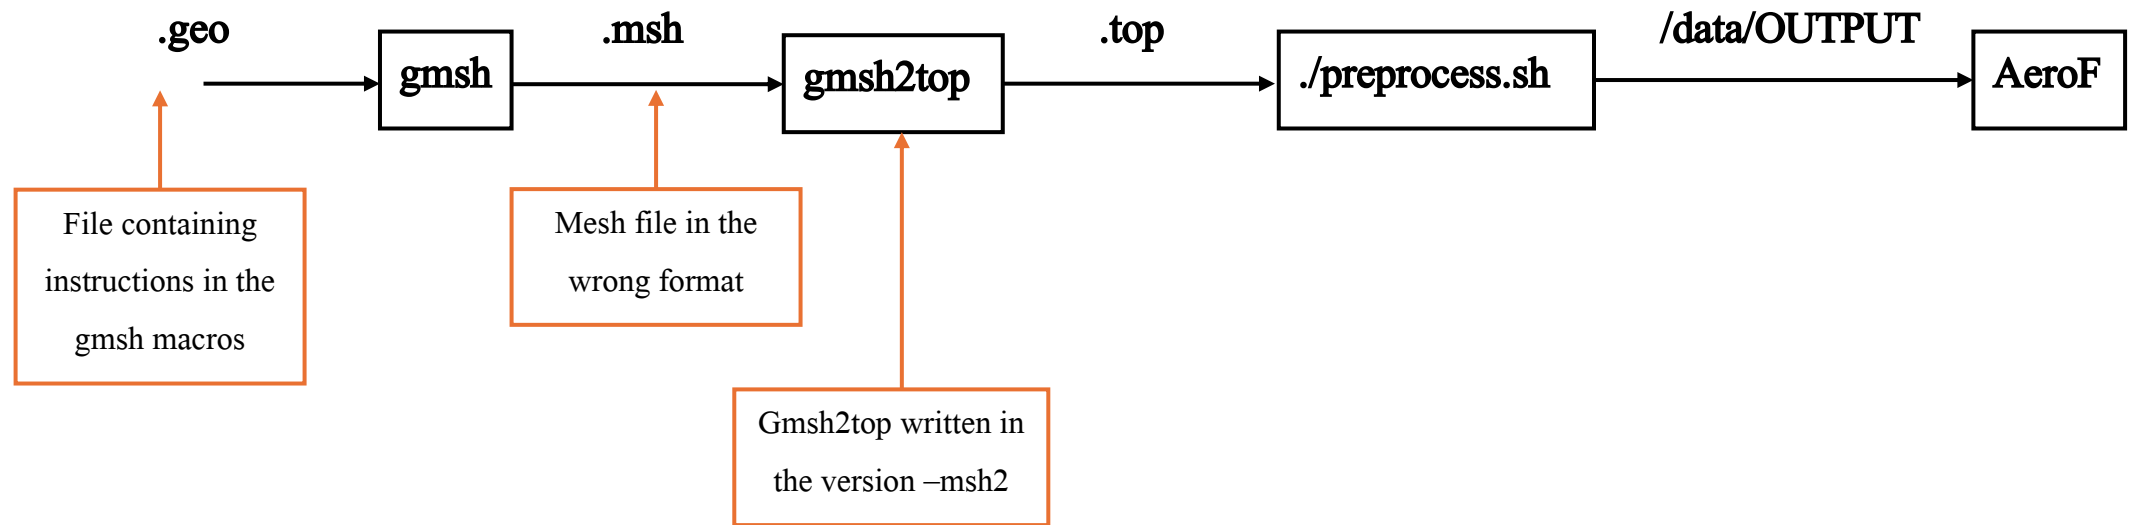 .geo
gmsh
.msh
gmsh2top
.top
./preprocess.sh
/data/OUTPUT
AeroF
File containing
instructions in the
gmsh macros
Mesh file in the
wrong format
Gmsh2top written in
the version –msh2